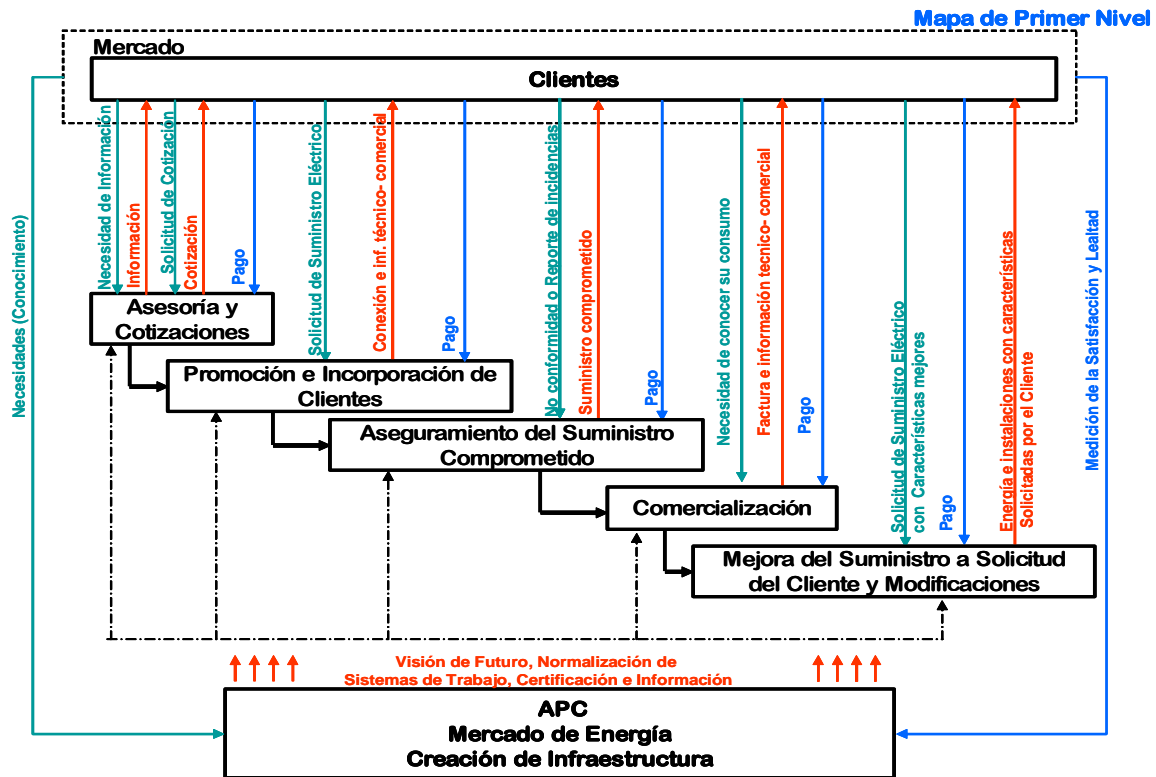 Mapa de Primer Nivel
Mercado
Clientes
Necesidades (Conocimiento)
Necesidad de Información
Información
Solicitud de Cotización
Cotización
Pago
Solicitud de Suministro Eléctrico
Conexión e inf. técnico- comercial
Pago
No conformidad o Reporte de incidencias
Suministro comprometido
Pago
Necesidad de conocer su consumo
Factura e información tecnico- comercial
Pago
Solicitud de Suministro Eléctrico
con Características mejores
Pago
Energía e instalaciones con características
Solicitadas por el Cliente
Medición de la Satisfacción y Lealtad
Asesoría y
Cotizaciones
Promoción e Incorporación de
Clientes
Aseguramiento del Suministro
Comprometido
Comercialización
Mejora del Suministro a Solicitud
del Cliente y Modificaciones
Visión de Futuro, Normalización de
Sistemas de Trabajo, Certificación e Información
APC
Mercado de Energía
Creación de Infraestructura